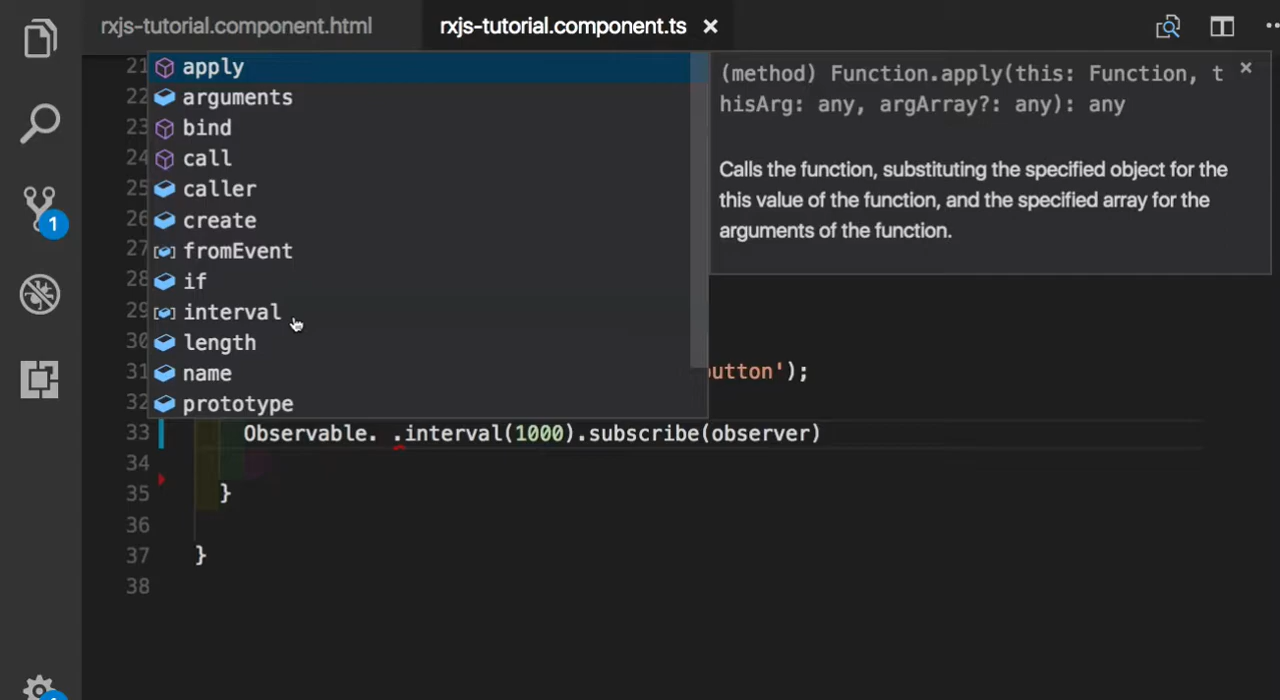 rxjs-tutorial.component.html
rxjs-tutorial.component.ts ×
21
apply
22
arguments
23
bind
24
call
25
caller
26
create
27
fromEvent
28
if
29
interval
30
length
31
name
utton');
32
prototype
(method) Function.apply(this: Function, t
hisArg: any, argArray?: any): any
×
Calls the function, substituting the specified object for the
this value of the function, and the specified array for the
arguments of the function.
33 Observable. .interval(1000).subscribe(observer)
34
35 }
36
37 }
38
1